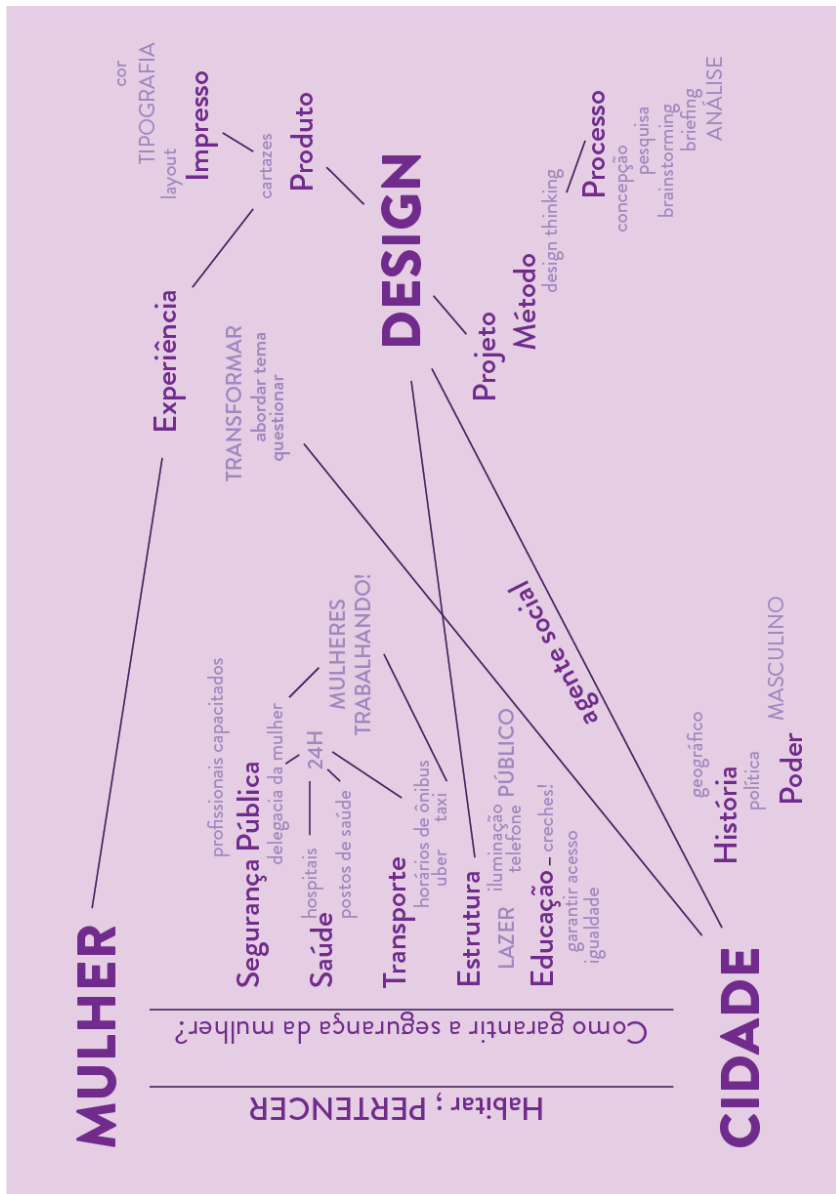 MULHER
Experiência
TRANSFORMAR
abordar tema
questionar
cor
TIPOGRAFIA
layout
Impresso
cartazes
Produto
DESIGN
Projeto
Método
design thinking
Processo
concepção
pesquisa
brainstorming
briefing
ANÁLISE
profissionais capacitados
Segurança Pública
delegacia da mulher
MULHERES
TRABALHANDO!
24H
Saúde
hospitais
postos de saúde
Transporte
horários de ônibus
uber taxi
Estrutura
LAZER iluminação
telefone PÚBLICO
Educação – creches!
garantir acesso
igualdade
agente social
Como garantir a segurança da mulher?
Habitar ; PERTENCER
CIDADE
geográfico
História
política
Poder
MASCULINO